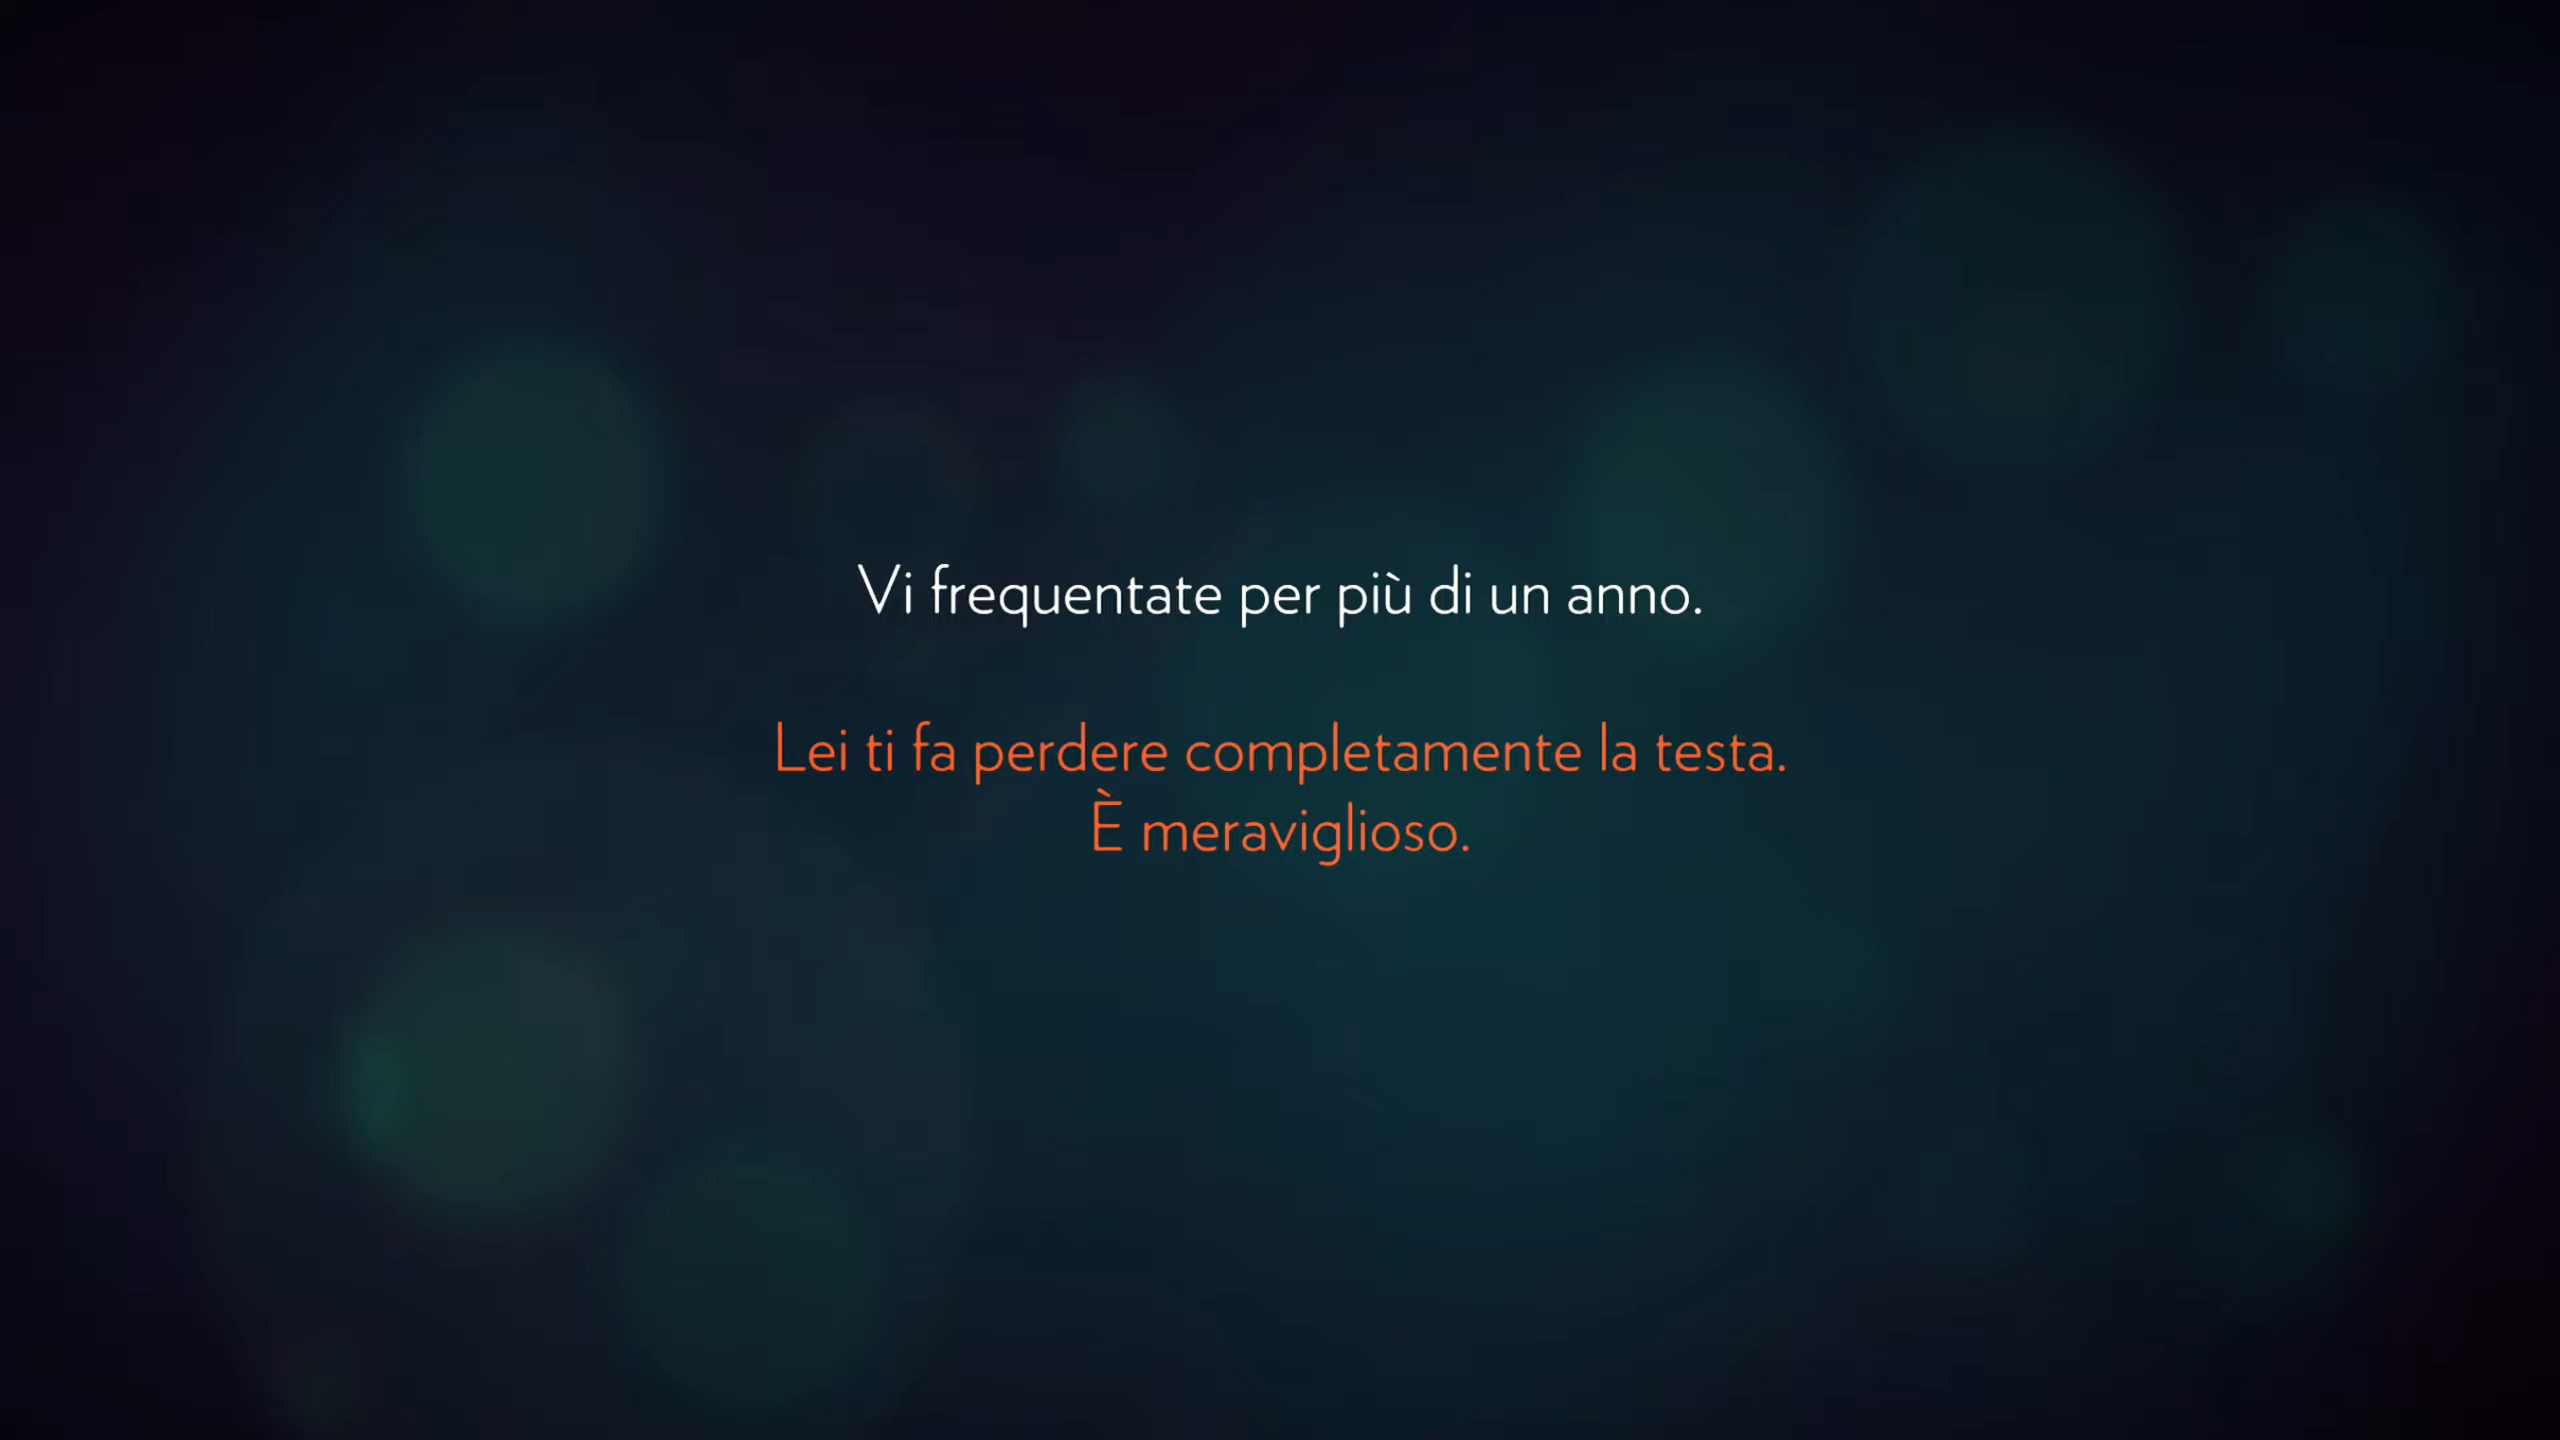 Vi frequentate per più di un anno.
Lei ti fa perdere completamente la testa.
È meraviglioso.